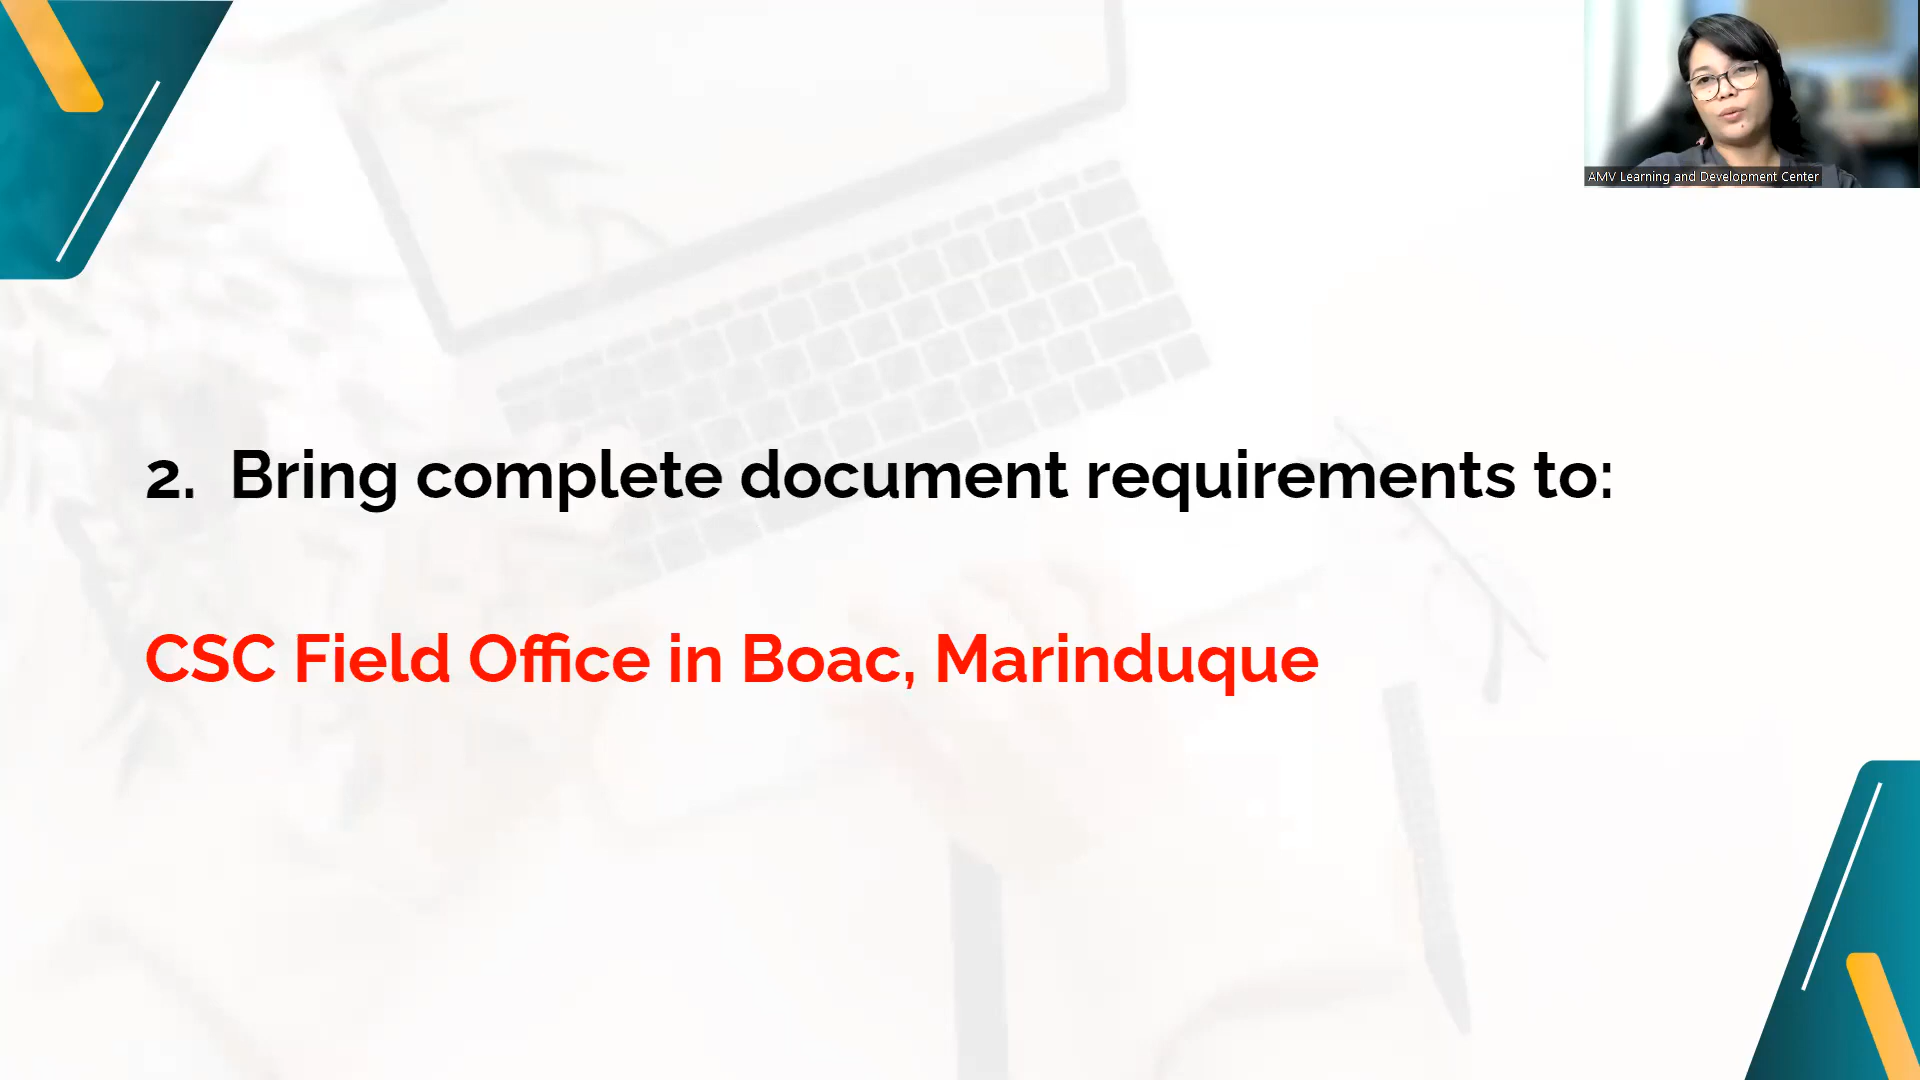 AMV Learning and Development Center
2. Bring complete document requirements to:
CSC Field Office in Boac, Marinduque